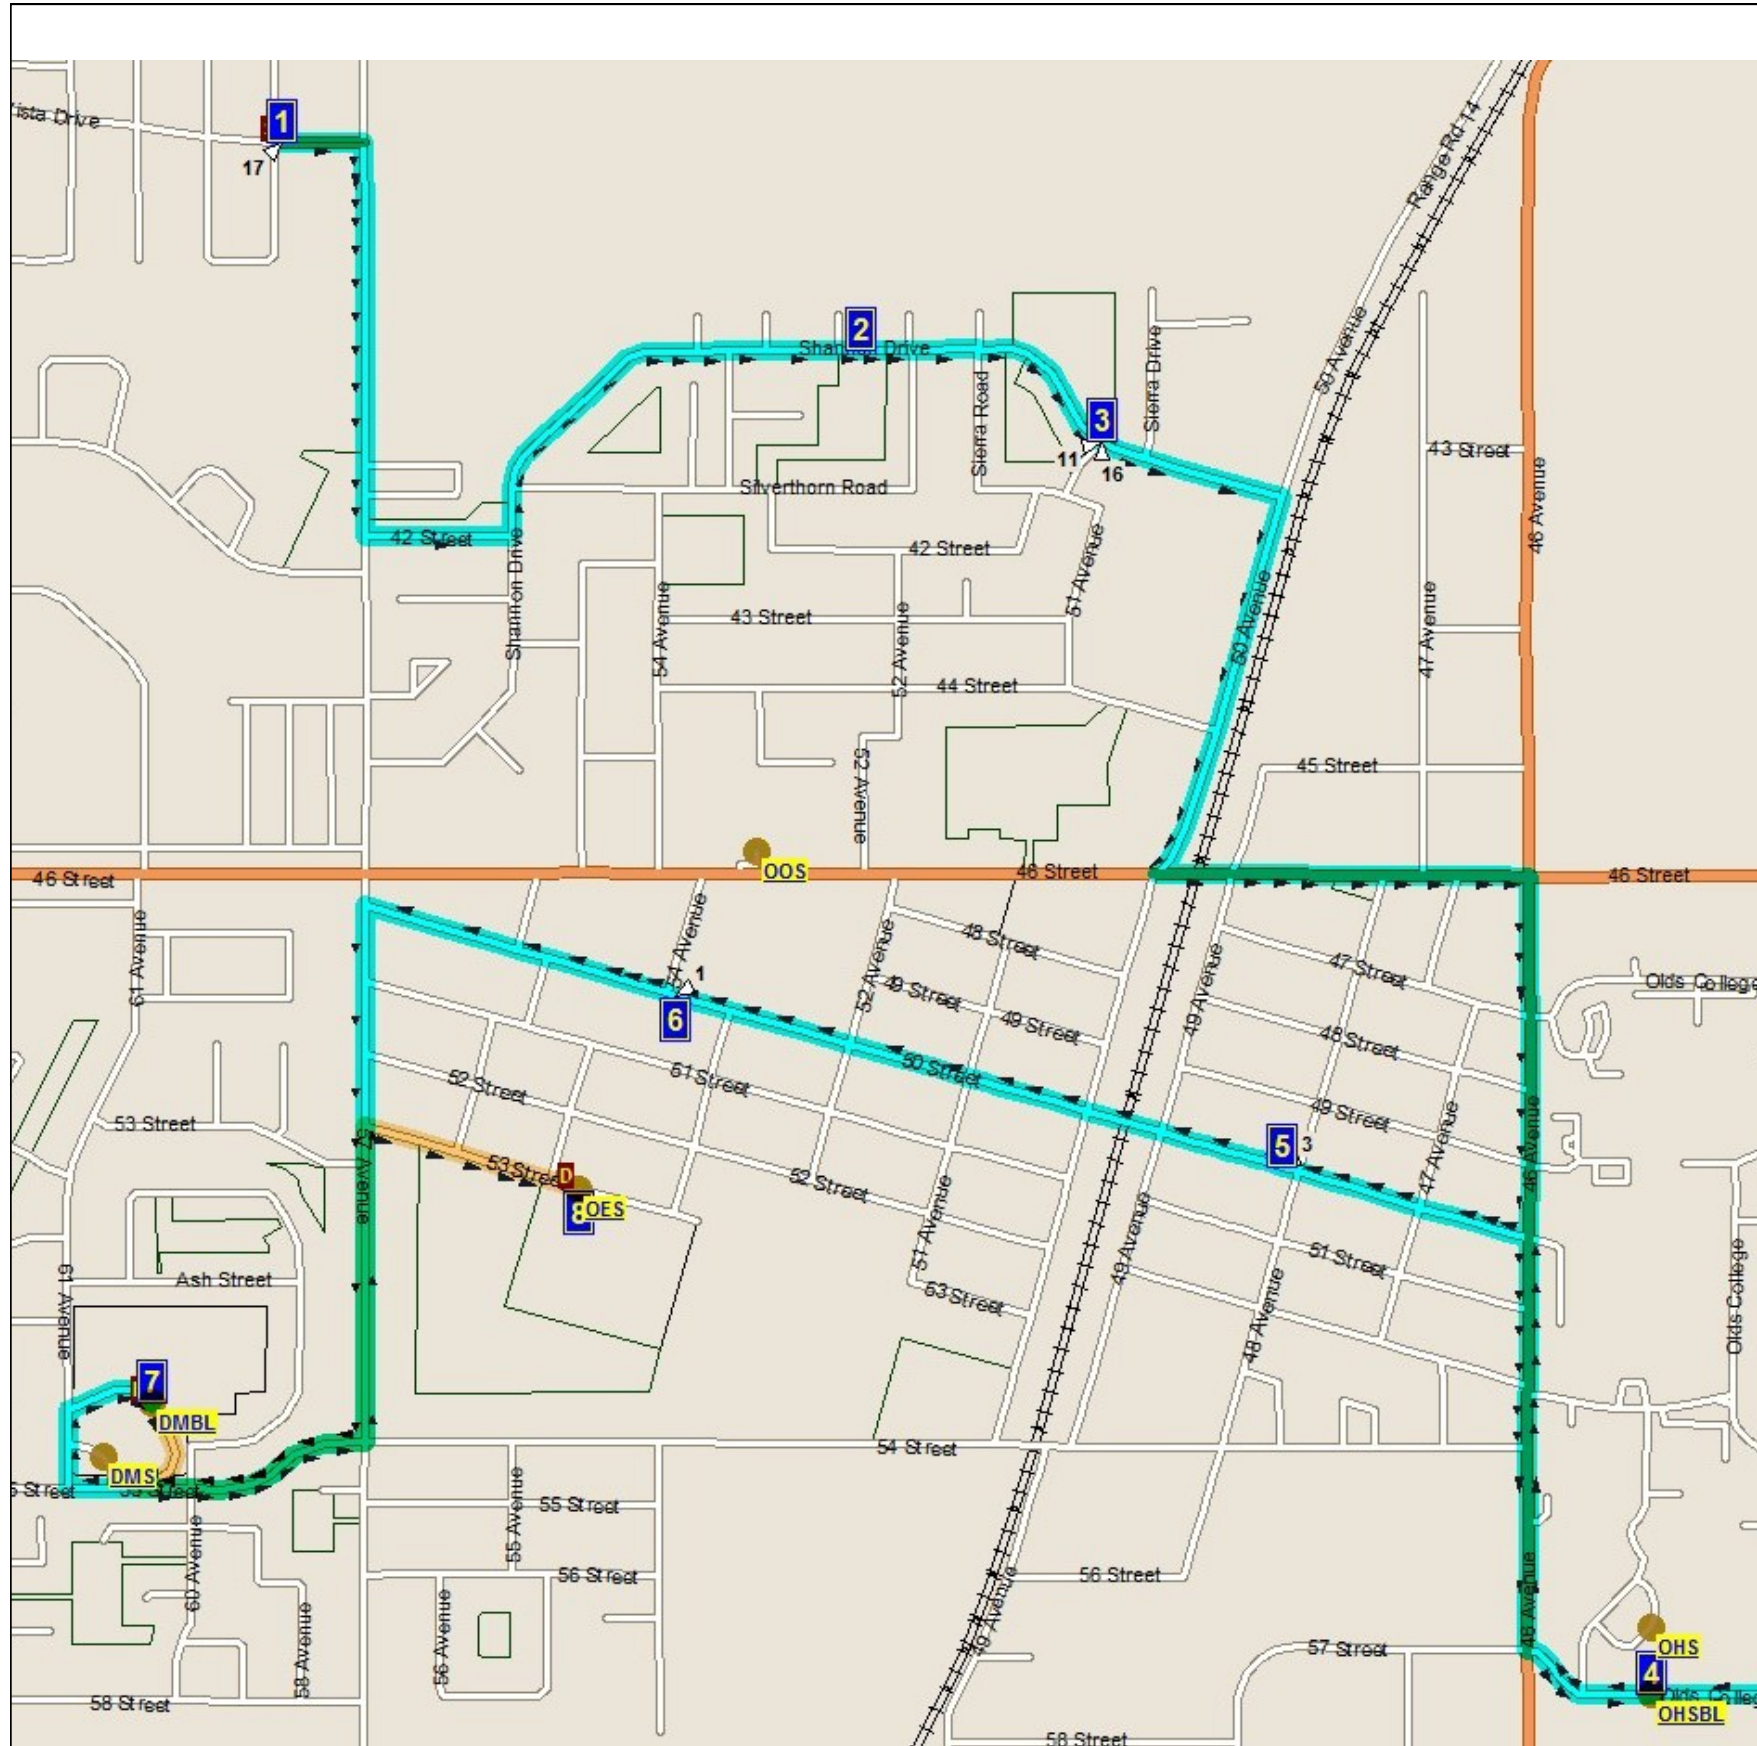 1
17
Range Rd 14
2
Drive
3
11
16
Sierra Drive
Sierra Road
50 Avenue
43 Street
46 Avenue
Silverthorn Road
42 Street
Shannon Drive
42 Street
51 Avenue
50 Avenue
47 Avenue
54 Avenue
43 Street
52 Avenue
44 Street
52 Avenue
45 Street
OOS
46 Street
46 Street
46 Street
61 Avenue
Avenue
1
6
52 Avenue
48 Street
49 Street
49 Street
50 Street
49 Avenue
47 Street
48 Street
49 Street
Olds College
52 Street
51 Street
53 Street
57 Avenue
53 Street
D
8
OES
52 Street
51 Avenue
53 Street
5
3
47 Avenue
46 Avenue
49 Avenue
51 Street
48 Avenue
Olds College
Ash Street
61 Avenue
7
DMBL
DMS
54 Street
55 Avenue
55 Street
56 Street
56 Avenue
60 Avenue
58 Avenue
58 Street
49 Avenue
56 Street
57 Street
58 Street
46 Avenue
OHS
4
OHSBL